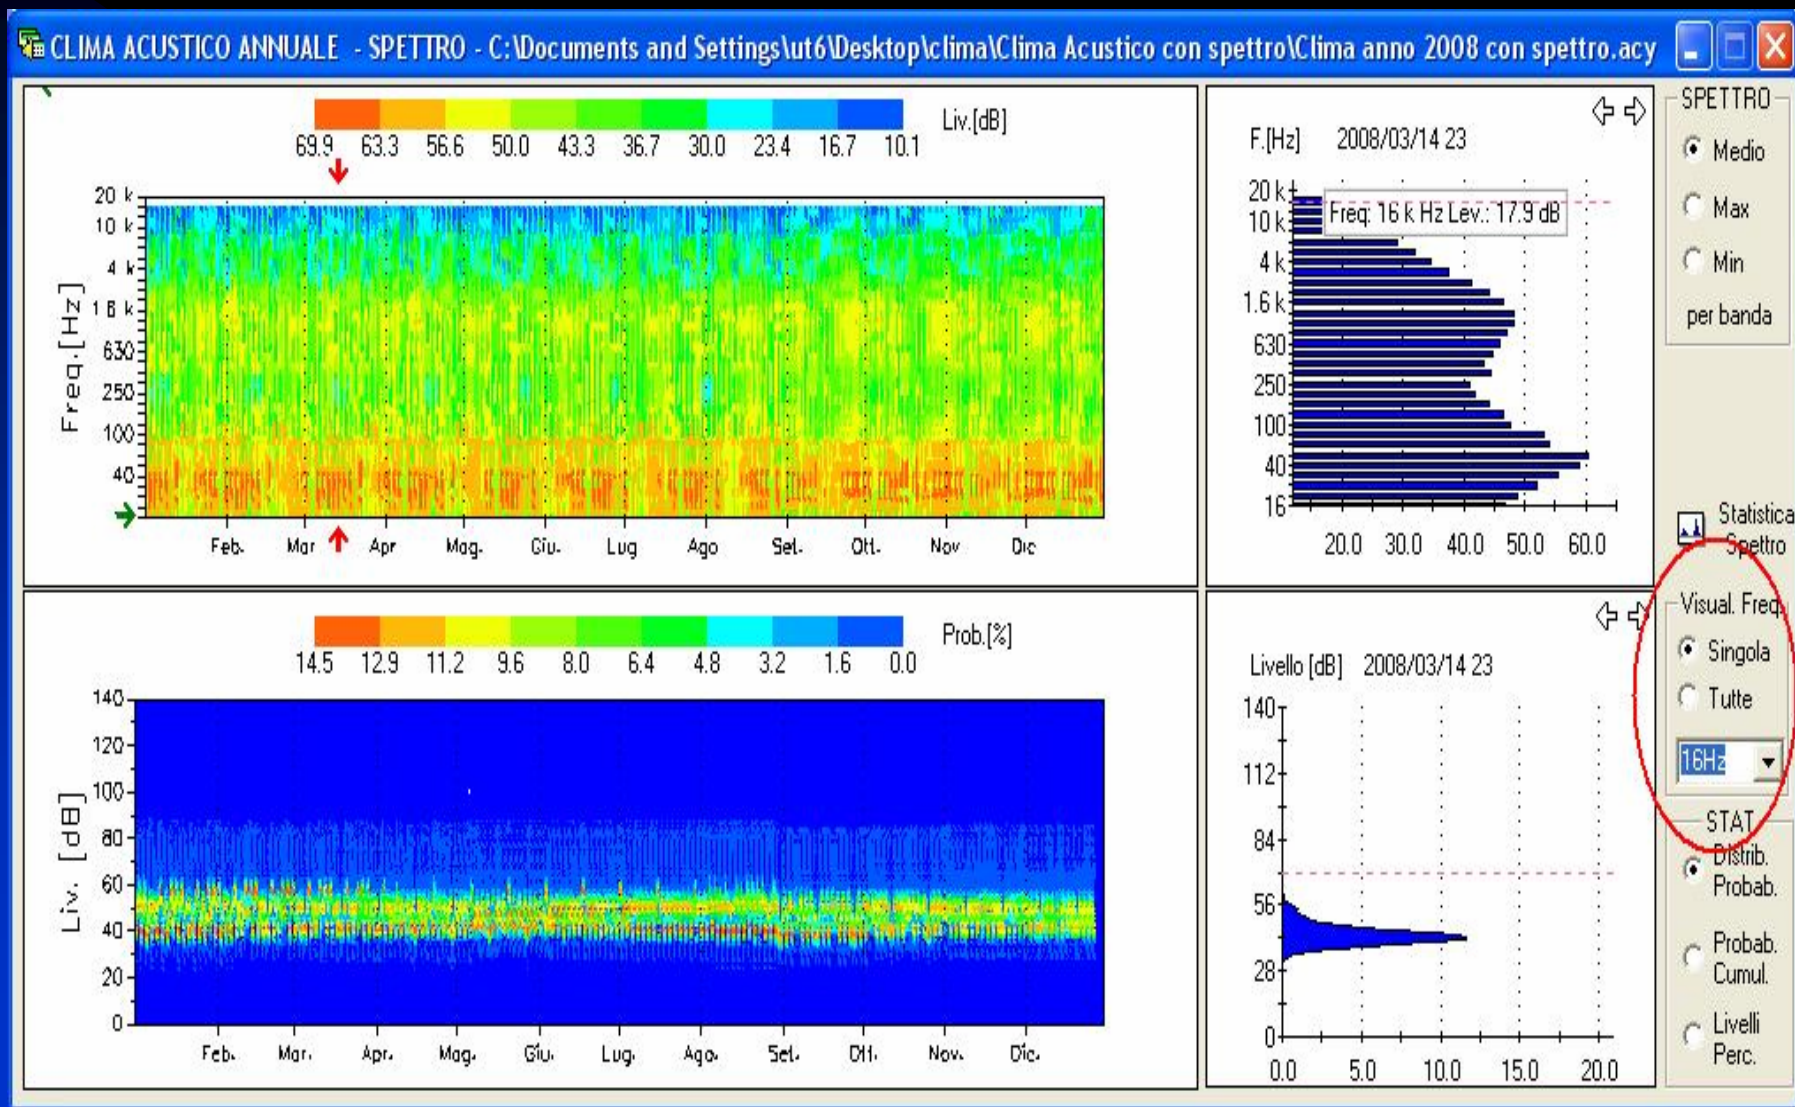 CLIMA ACUSTICO ANNUALE - SPETTRO - C:\Documents and Settings\ut6\Desktop\clima\Clima Acustico con spettro\Clima anno 2008 con spettro.acy
Liv.[dB]
69.9 63.3 56.6 50.0 43.3 36.7 30.0 23.4 16.7 10.1
Freq.[Hz]
20 k
10 k
4 k
1 6 k
630
250
100
40
Feb. Mar Apr Mag. Giu. Lug Ago Set. Ott. Nov Dic
F.[Hz] 2008/03/14 23
Freq: 16 k Hz Lev.: 17.9 dB
20 k
10 k
4 k
1.6 k
630
250
100
40
16
20.0 30.0 40.0 50.0 60.0
SPETTRO
Medio
Max
Min
per banda
Statistica
Spettro
Prob.[%]
14.5 12.9 11.2 9.6 8.0 6.4 4.8 3.2 1.6 0.0
Liv. [dB]
140
120
100
80
60
40
20
0
Feb. Mar. Apr. Mag. Giu. Lug. Ago. Set. Ott. Nov. Dic.
Livello [dB] 2008/03/14 23
140
112
84
56
28
0
0.0 5.0 10.0 15.0 20.0
Visual. Freq.
Singola
Tutte
16Hz
STAT
Distrib.
Probab.
Probab.
Cumul.
Livelli
Perc.